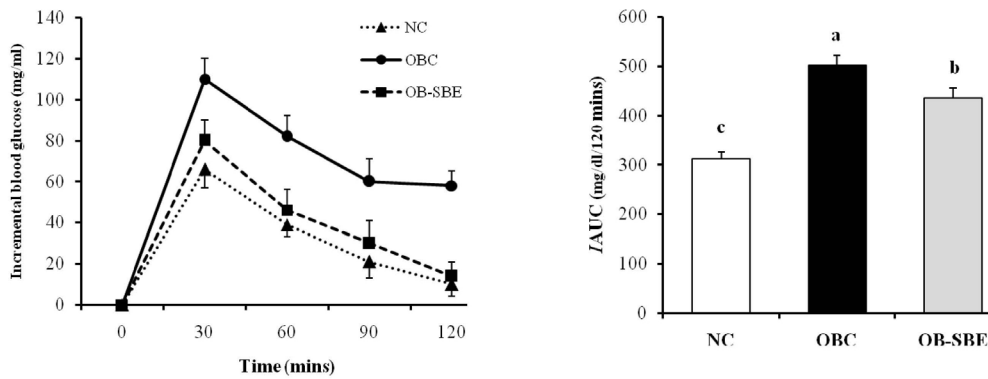 140
120
100
80
60
40
20
0
Incremental blood glucose (mg/ml)
NC
OBC
OB-SBE
0 30 60 90 120
Time (mins)
600
500
400
300
200
100
0
IAUC (mg/dl/120 mins)
c
a
b
NC OBC OB-SBE